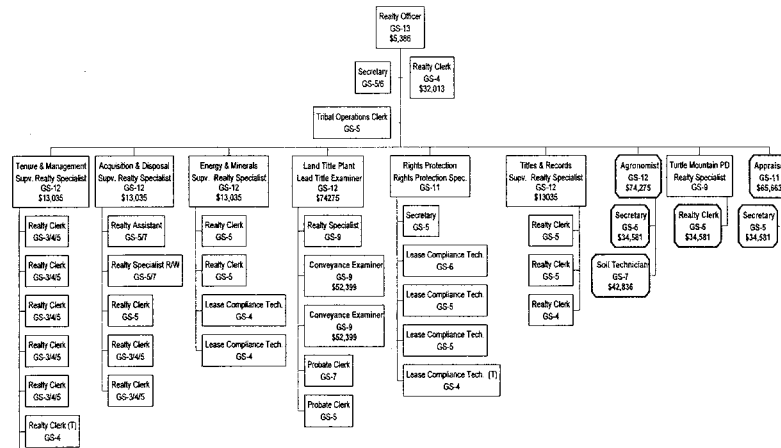 Realty Officer
GS-13
$5,386
Secretary
GS-5/6
Realty Clerk
GS-4
$32,013
Tribal Operations Clerk
GS-5
Tenure & Management
Supv. Realty Specialist
GS-12
$13,035
Realty Clerk
GS-3/4/5
Realty Clerk
GS-3/4/5
Realty Clerk
GS-3/4/5
Realty Clerk
GS-3/4/5
Realty Clerk
GS-3/4/5
Realty Clerk (T)
GS-4
Acquisition & Disposal
Supv. Realty Specialist
GS-12
$13,035
Realty Assistant
GS-5/7
Realty Specialist R/W
GS-5/7
Realty Clerk
GS-5
Realty Clerk
GS-3/4/5
Realty Clerk
GS-3/4/5
Energy & Minerals
Supv. Realty Specialist
GS-12
$13,035
Realty Clerk
GS-5
Realty Clerk
GS-5
Lease Compliance Tech.
GS-4
Lease Compliance Tech.
GS-4
Land Title Plant
Lead Title Examiner
GS-12
$74275
Realty Specialist
GS-9
Conveyance Examiner
GS-9
$52,399
Conveyance Examiner
GS-9
$52,399
Probate Clerk
GS-7
Probate Clerk
GS-5
Rights Protection
Rights Protection Spec.
GS-11
Secretary
GS-5
Lease Compliance Tech.
GS-6
Lease Compliance Tech.
GS-5
Lease Compliance Tech.
GS-5
Lease Compliance Tech. (T)
GS-4
Titles & Records
Supv. Realty Specialist
GS-12
$13035
Realty Clerk
GS-5
Realty Clerk
GS-5
Realty Clerk
GS-4
Agronomist
GS-12
$74,275
Secretary
GS-5
$34,581
Soil Technician
GS-7
$42,836
Turtle Mountain PD
Realty Specialist
GS-9
Realty Clerk
GS-5
$34,581
GS-11
$65,663
Secretary
GS-5
$34,581